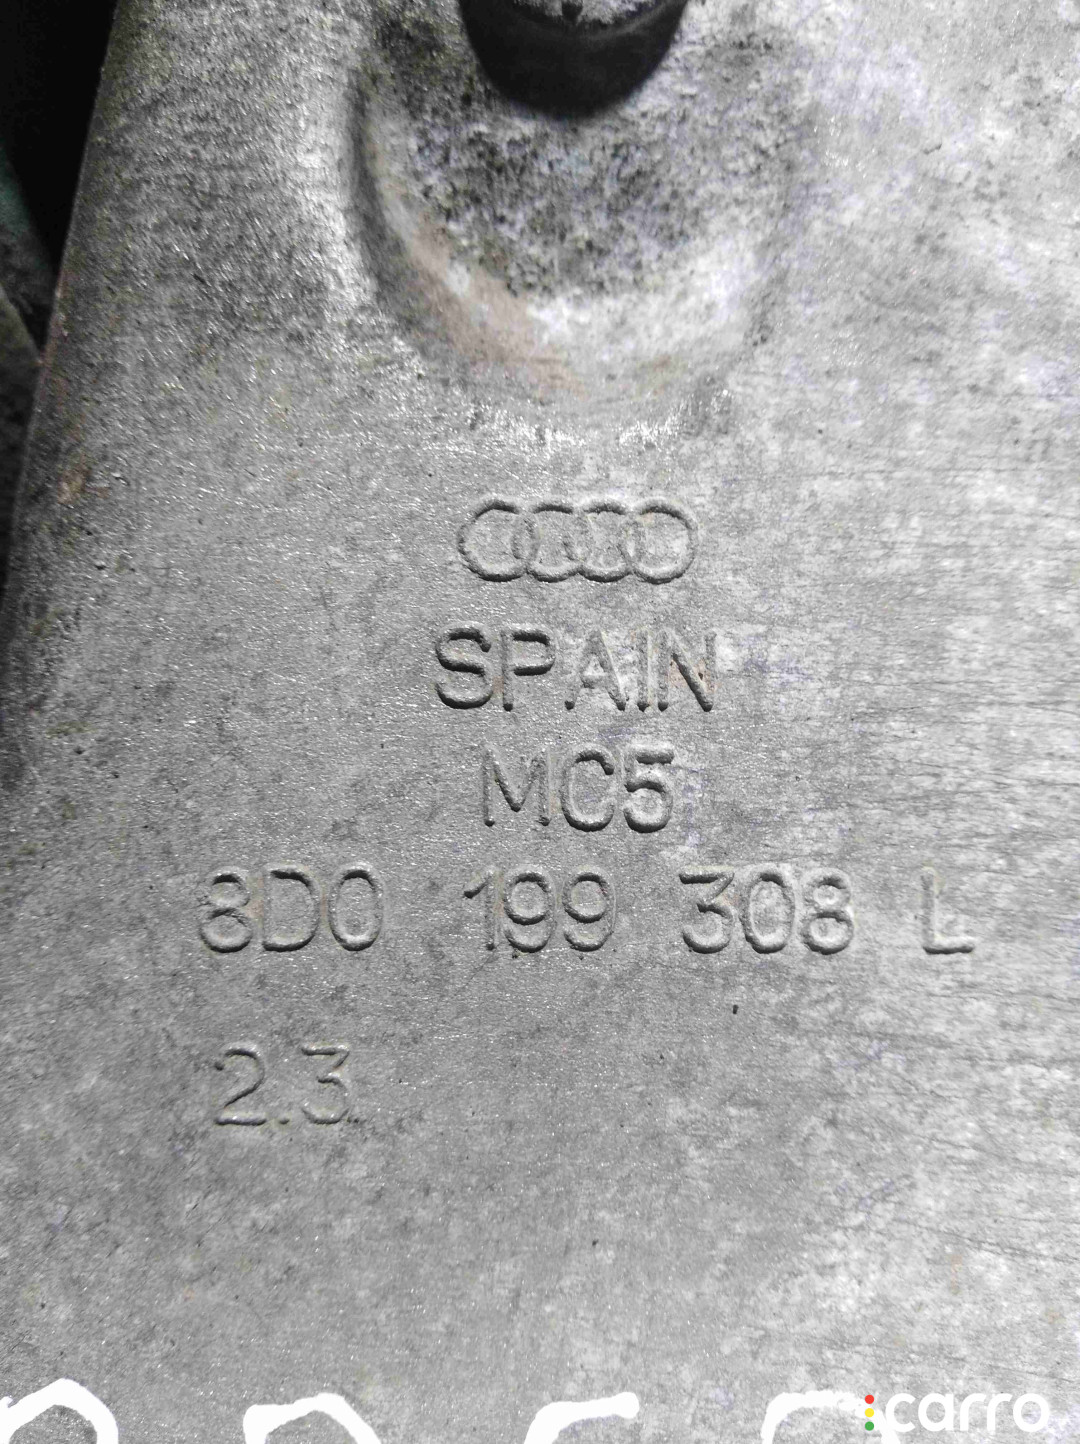 SPAIN
MC5
8D0 199 308 L
2.3
carro